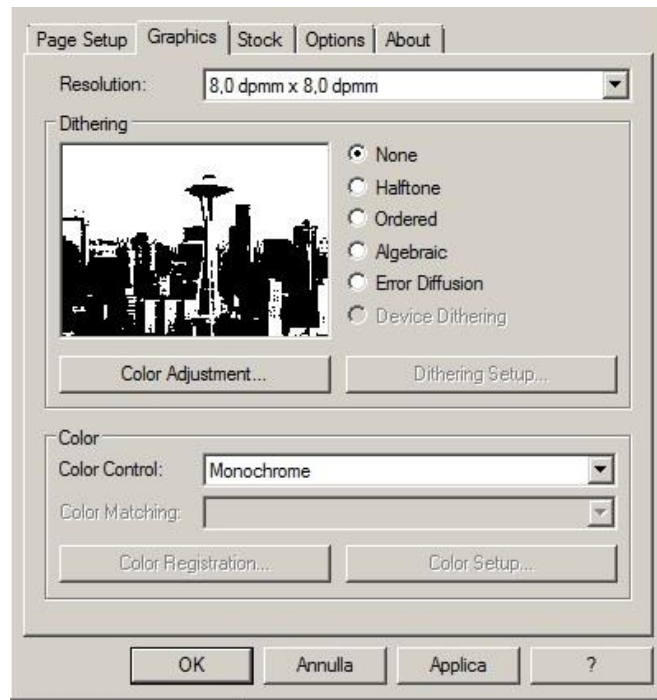 Page Setup Graphics Stock Options About
Resolution: 8,0 dpmm x 8,0 dpmm
Dithering
None
Halftone
Ordered
Algebraic
Error Diffusion
Device Dithering
Color Adjustment... Dithering Setup...
Color
Color Control: Monochrome
Color Matching:
Color Registration... Color Setup...
OK Annulla Applica ?